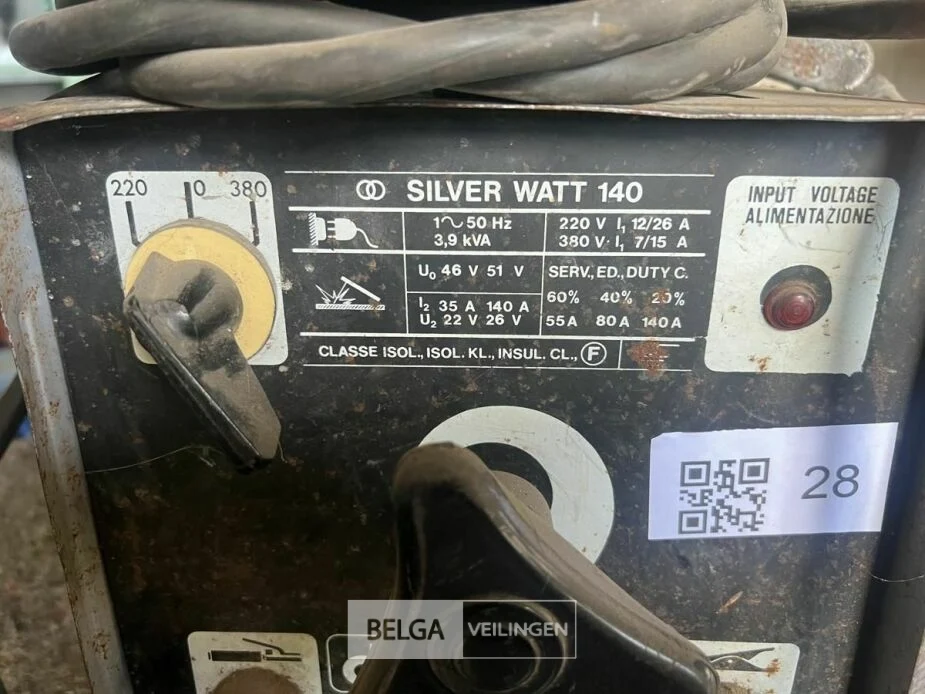 220 0 380
SILVER WATT 140
1~50 Hz
3,9 kVA
220 V I1 12/26 A
380 V· I1 7/15 A
U0 46 V 51 V
I2 35 A 140 A
U2 22 V 26 V
SERV., ED., DUTY C.
60% 40% 20%
55A 80A 140A
CLASSE ISOL., ISOL. KL., INSUL. CL., F
INPUT VOLTAGE
ALIMENTAZIONE
28
BELGA VEILINGEN